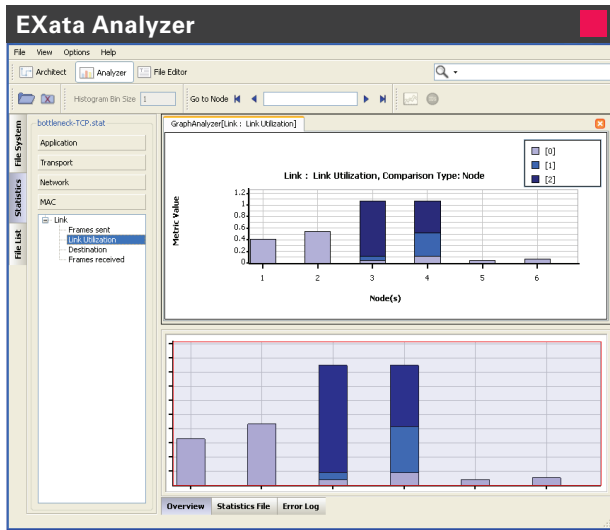 EXata Analyzer
File View Options Help
Architect Analyzer File Editor
Histogram Bin Size 1 Go to Node
File System
Statistics
File List
bottleneck-TCP.stat
Application
Transport
Network
MAC
Link
Frames sent
Link Utilization
Destination
Frames received
GraphAnalyzer[Link : Link Utilization]
[0]
[1]
[2]
Link : Link Utilization, Comparison Type: Node
Metric Value
1.2
1
0.8
0.6
0.4
0.2
0
1 2 3 4 5 6
Node(s)
Overview Statistics File Error Log